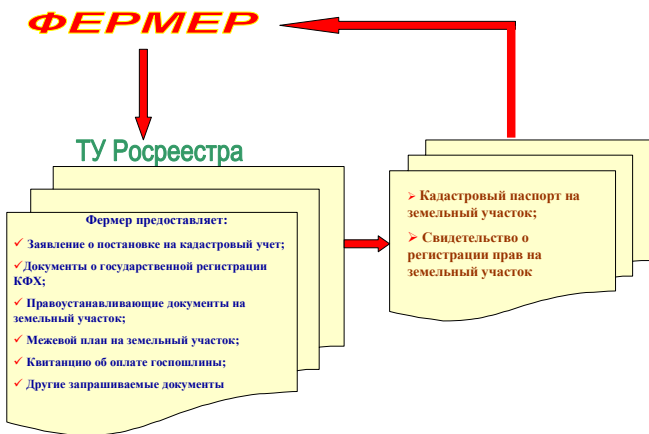 ФЕРМЕР
ТУ Росреестра
Фермер предоставляет:
Заявление о постановке на кадастровый учет;
Документы о государственной регистрации
КФХ;
Правоустанавливающие документы на
земельный участок;
Межевой план на земельный участок;
Квитанцию об оплате госпошлины;
Другие запрашиваемые документы
Кадастровый паспорт на
земельный участок;
Свидетельство о
регистрации прав на
земельный участок